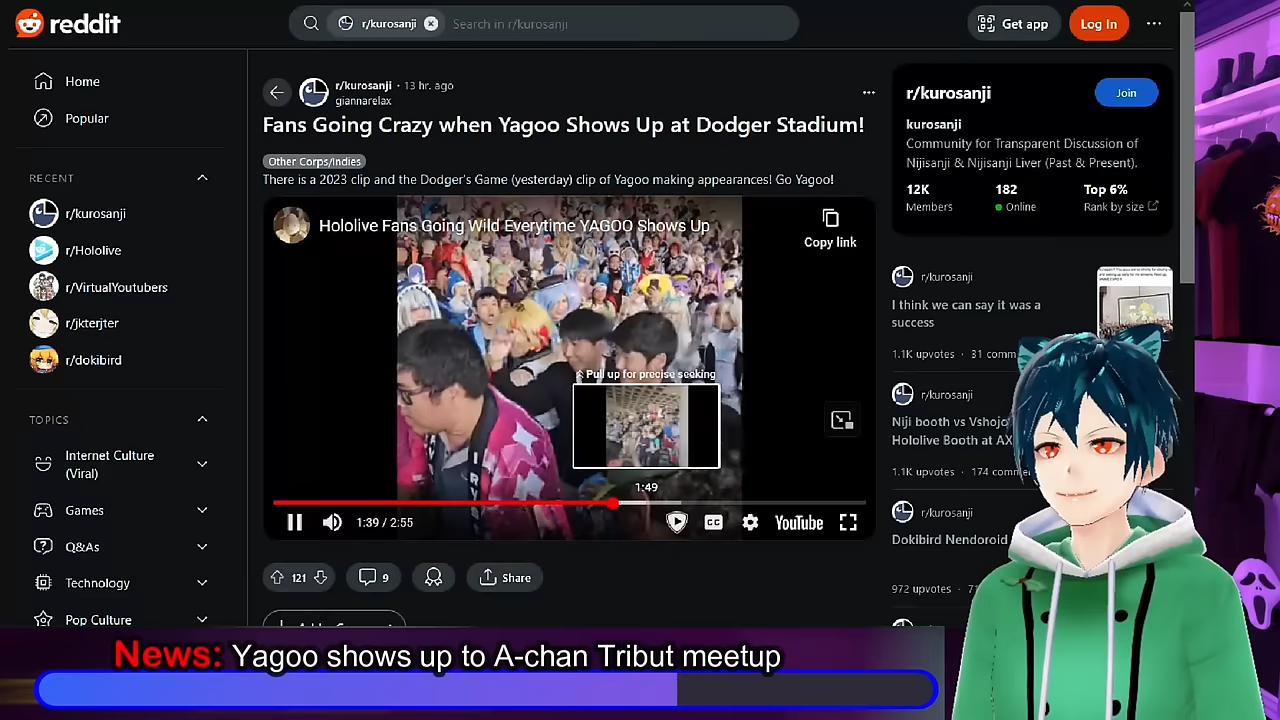 reddit
r/kurosanji
Search in r/kurosanji
Get app
Log In
Home
Popular
RECENT
r/kurosanji
r/Hololive
r/VirtualYoutubers
r/jkterjter
r/dokibird
TOPICS
Internet Culture
(Viral)
Games
Q&As
Technology
Pop Culture
r/kurosanji · 13 hr. ago
giannarelax
Fans Going Crazy when Yagoo Shows Up at Dodger Stadium!
Other Corps/Indies
There is a 2023 clip and the Dodger's Game (yesterday) clip of Yagoo making appearances! Go Yagoo!
Hololive Fans Going Wild Everytime YAGOO Shows Up
Copy link
Pull up for precise seeking
1:49
1:39 / 2:55
CC
YouTube
121
9
Share
r/kurosanji
Join
kurosanji
Community for Transparent Discussion of
Nijisanji & Nijisanji Liver (Past & Present).
12K
182
Top 6%
Members
Online
Rank by size
r/kurosanji
I think we can say it was a
success
1.1K upvotes · 31 comm
r/kurosanji
Niji booth vs Vshojo
Hololive Booth at AX
1.1K upvotes · 174 comme
r/kurosanji
Dokibird Nendoroid
972 upvotes
News: Yagoo shows up to A-chan Tribut meetup